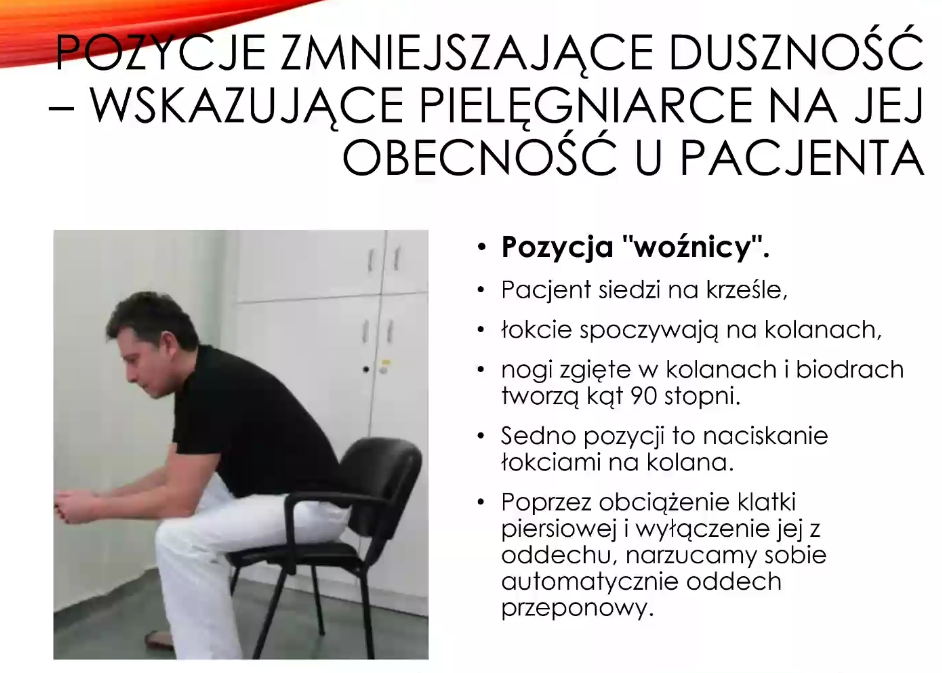 POZYCJE ZMNIEJSZAJĄCE DUSZNOŚĆ
– WSKAZUJĄCE PIELĘGNIARCE NA JEJ
OBECNOŚĆ U PACJENTA
• Pozycja "woźnicy".
• Pacjent siedzi na krześle,
• łokcie spoczywają na kolanach,
• nogi zgięte w kolanach i biodrach
tworzą kąt 90 stopni.
• Sedno pozycji to naciskanie
łokciami na kolana.
• Poprzez obciążenie klatki
piersiowej i wyłączenie jej z
oddechu, narzucamy sobie
automatycznie oddech
przeponowy.